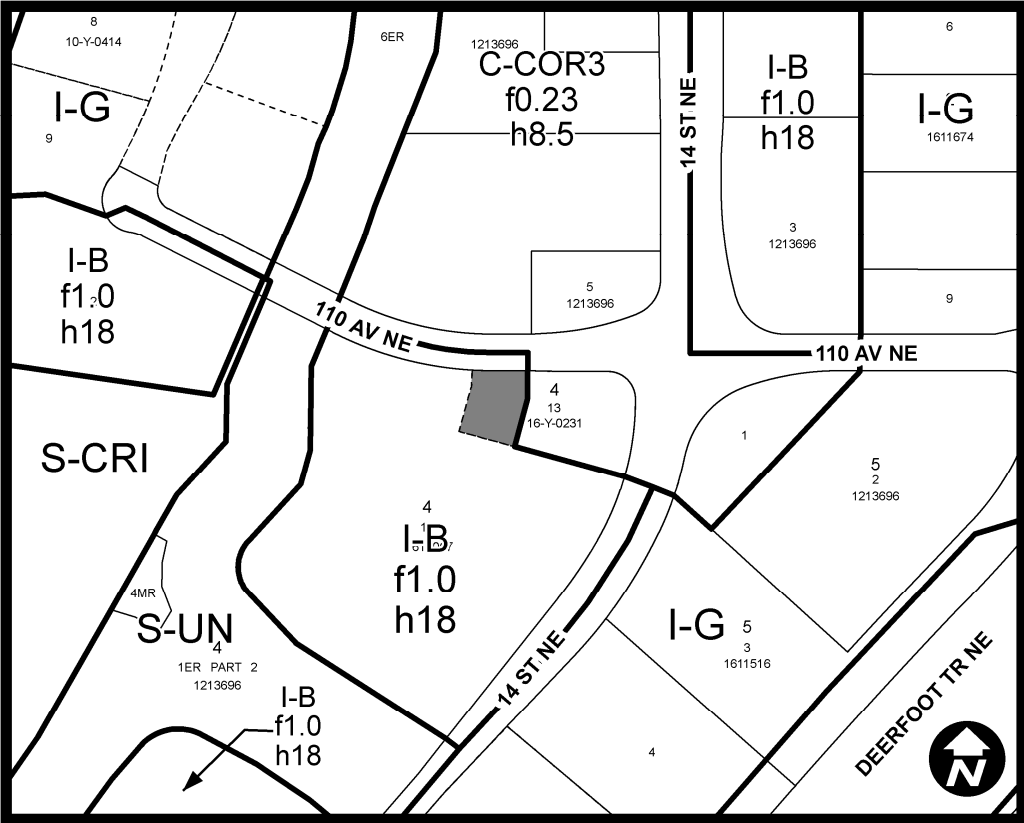 8
10-Y-0414
I-G
9
6ER
1213696
C-COR3
f0.23
h8.5
14 ST NE
I-B
f1.0
h18
6
I-G
1611674
3
1213696
9
5
1213696
I-B
f1.0
h18
110 AV NE
110 AV NE
4
13
16-Y-0231
1
5
2
1213696
S-CRI
4
I-B
f1.0
h18
4MR
S-UN
4
1ER PART 2
1213696
I-B
f1.0
h18
14 ST NE
I-G
5
3
1611516
4
DEERFOOT TR NE
N